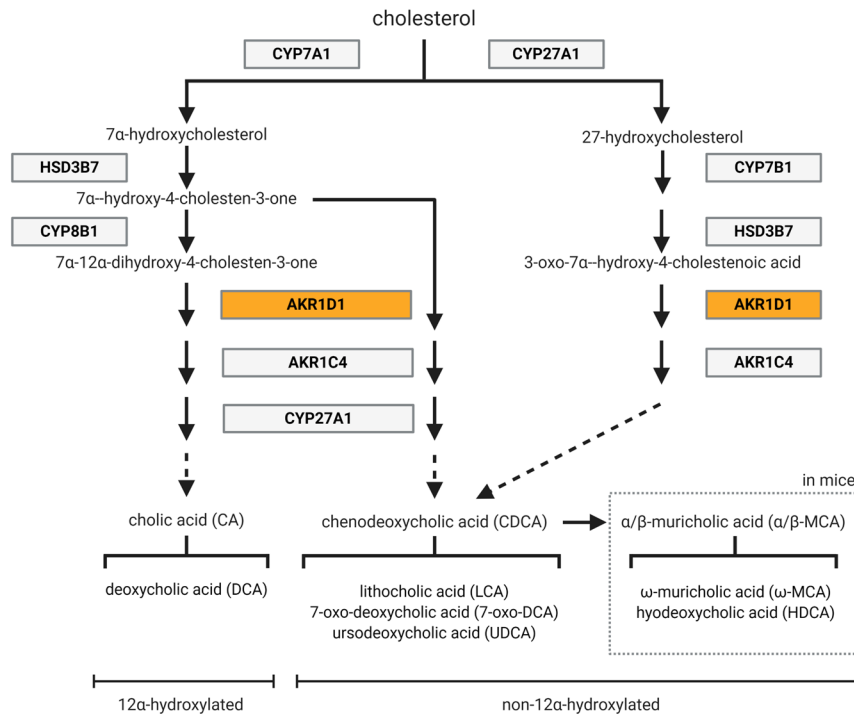 cholesterol
CYP7A1
CYP27A1
7α-hydroxycholesterol
27-hydroxycholesterol
HSD3B7
CYP7B1
7α--hydroxy-4-cholesten-3-one
CYP8B1
HSD3B7
7α-12α-dihydroxy-4-cholesten-3-one
3-oxo-7α--hydroxy-4-cholestenoic acid
AKR1D1
AKR1D1
AKR1C4
AKR1C4
CYP27A1
in mice
cholic acid (CA)
chenodeoxycholic acid (CDCA)
α/β-muricholic acid (α/β-MCA)
deoxycholic acid (DCA)
lithocholic acid (LCA)
7-oxo-deoxycholic acid (7-oxo-DCA)
ursodeoxycholic acid (UDCA)
ω-muricholic acid (ω-MCA)
hyodeoxycholic acid (HDCA)
12α-hydroxylated
non-12α-hydroxylated